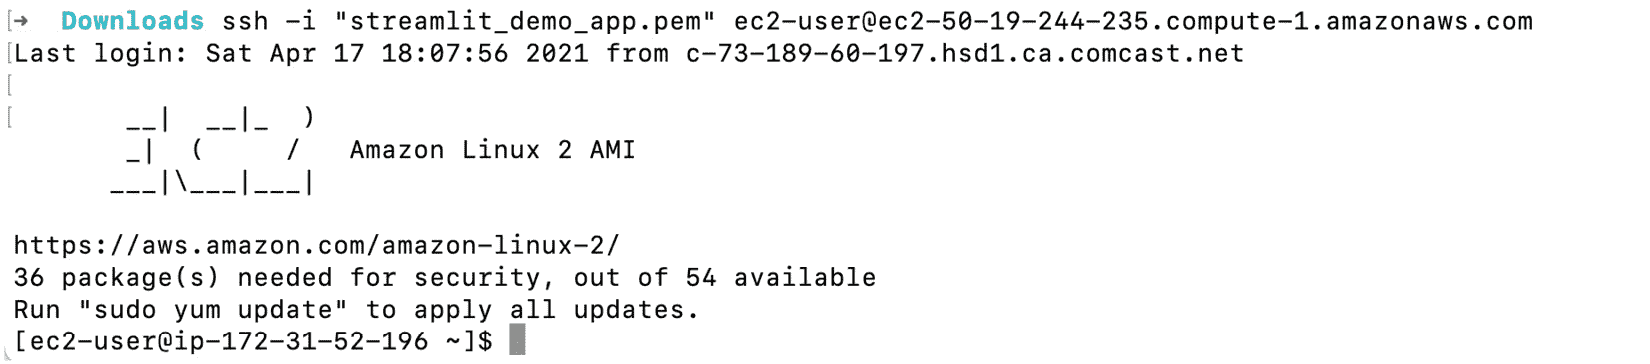 [→  Downloads ssh -i "streamlit_demo_app.pem" ec2-user@ec2-50-19-244-235.compute-1.amazonaws.com
[Last login: Sat Apr 17 18:07:56 2021 from c-73-189-60-197.hsd1.ca.comcast.net
[
[       __|  __|_  )
       _|  (     /   Amazon Linux 2 AMI
      ___|\___|___|
https://aws.amazon.com/amazon-linux-2/
36 package(s) needed for security, out of 54 available
Run "sudo yum update" to apply all updates.
[ec2-user@ip-172-31-52-196 ~]$